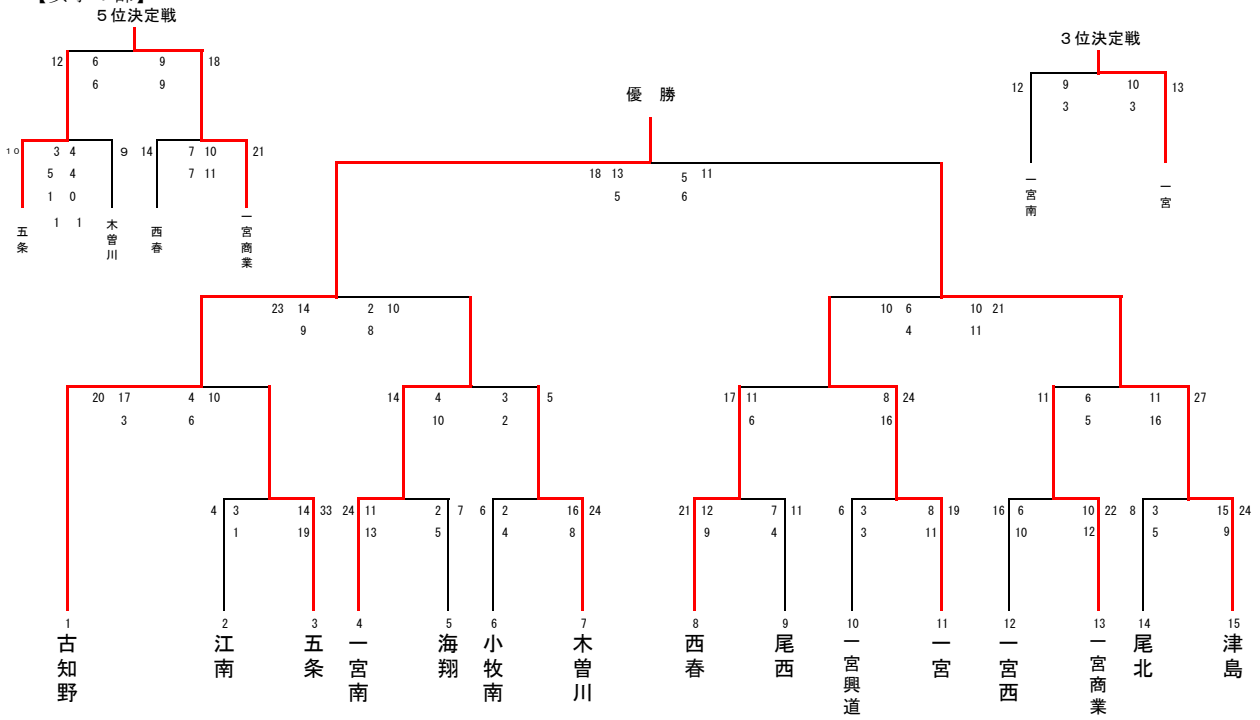 5位決定戦
3位決定戦
12 6 9 18
6 9
12 9 10 13
3 3
優 勝
10 3 4 9 14 7 10 21
5 4 7 11
1 0
1 1
五条
木曽川
西春
一宮商業
一宮南
一宮
18 13 5 11
5 6
23 14 2 10
9 8
10 6 10 21
4 11
20 17 4 10
3 6
14 4 3 5
10 2
17 11 8 24
6 16
11 6 11 27
5 16
4 3 14 33
1 19
24 11 2 7
13 5
6 2 16 24
4 8
21 12 7 11
9 4
6 3 8 19
3 11
16 6 10 22
10 12
8 3 15 24
5 9
1 古知野
2 江南
3 五条
4 一宮南
5 海翔
6 小牧南
7 木曽川
8 西春
9 尾西
10 一宮興道
11 一宮
12 一宮西
13 一宮商業
14 尾北
15 津島